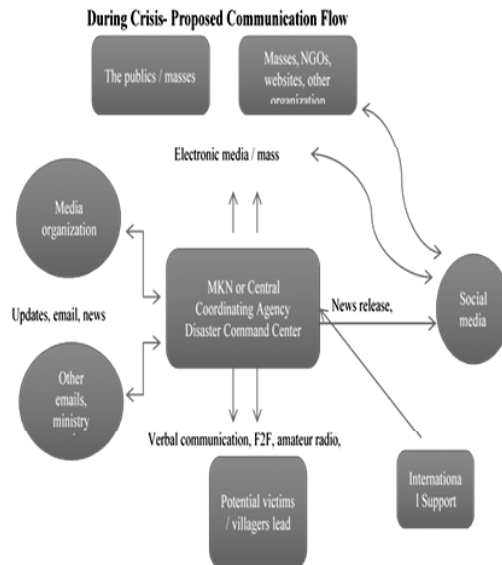 During Crisis- Proposed Communication Flow
The publics / masses
Masses, NGOs,
websites, other
organization
Electronic media / mass
Media
organization
MKN or Central
Coordinating Agency
Disaster Command Center
News release,
Social
media
Updates, email, news
Other
emails,
ministry
Verbal communication, F2F, amateur radio,
Potential victims
/ villagers lead
Internationa
l Support